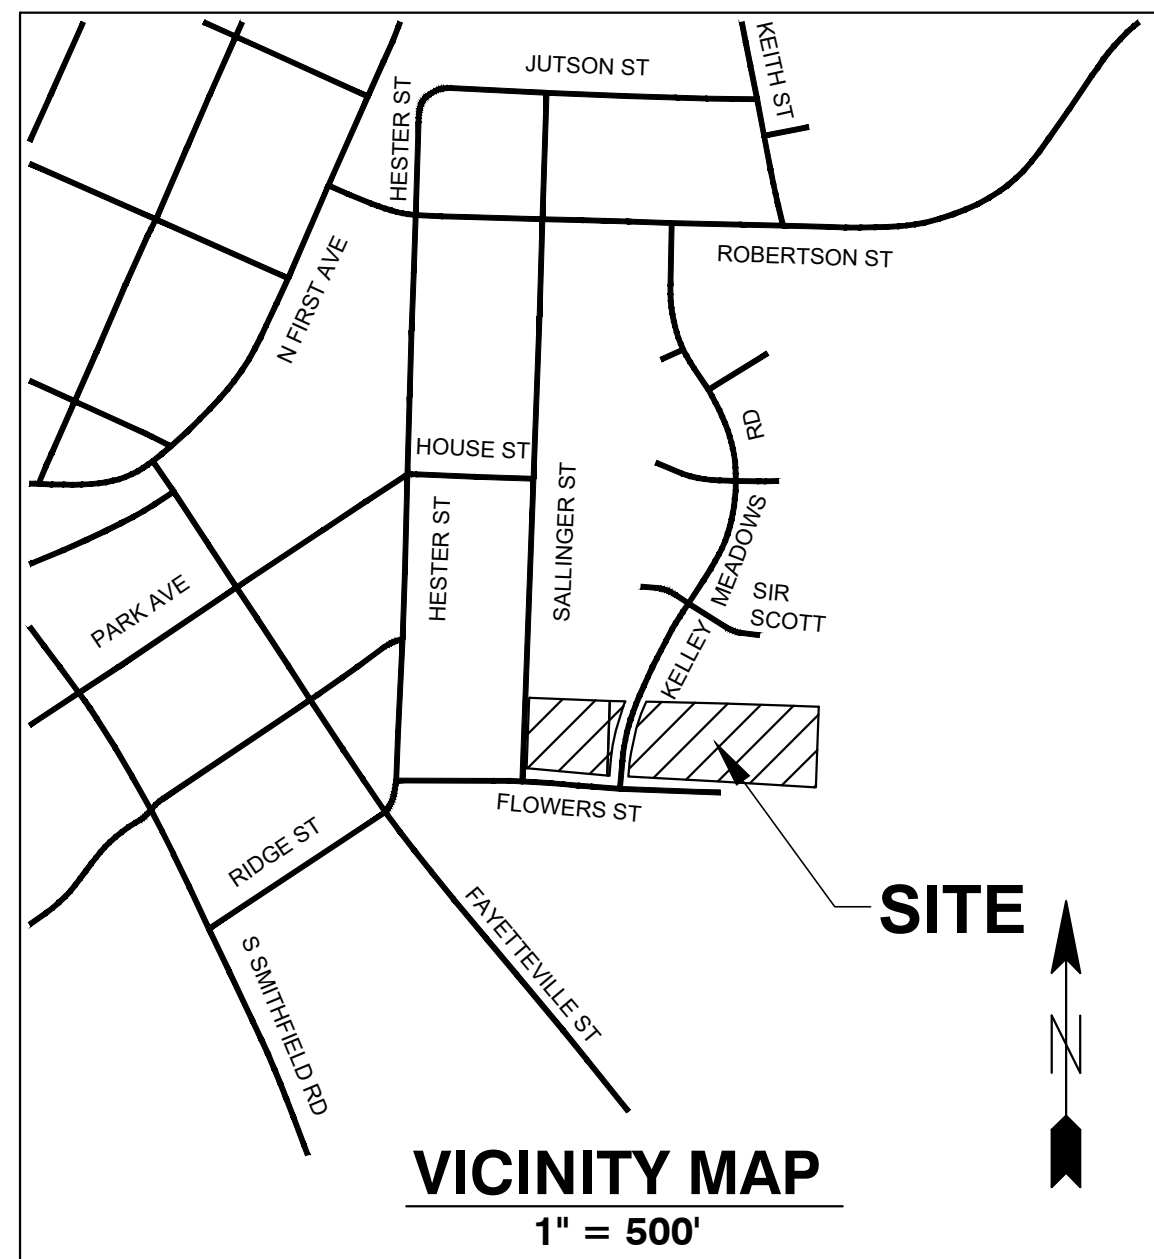 JUTSON ST
KEITH ST
HESTER ST
ROBERTSON ST
N FIRST AVE
RD
HOUSE ST
HESTER ST
SALLINGER ST
MEADOWS
SIR
SCOTT
PARK AVE
KELLEY
FLOWERS ST
RIDGE ST
SITE
FAYETTEVILLE ST
S SMITHFIELD RD
N
VICINITY MAP
1" = 500'